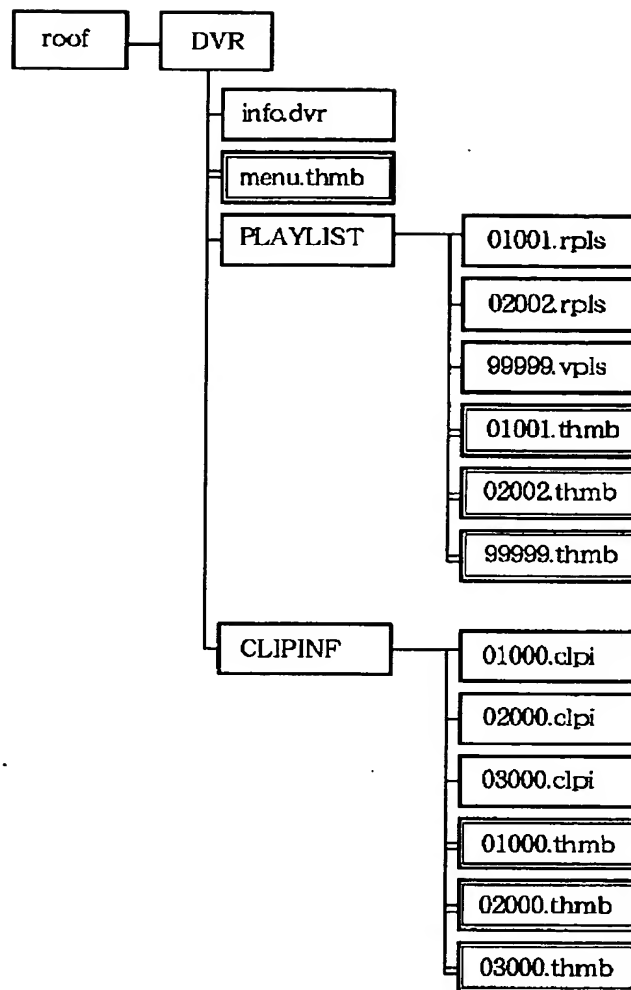 roof DVR
info.dvr
menu.thmb
PLAYLIST
01001.rpls
02002.rpls
99999.vpls
01001.thmb
02002.thmb
99999.thmb
CLIPINF
01000.clpi
02000.clpi
03000.clpi
01000.thmb
02000.thmb
03000.thmb